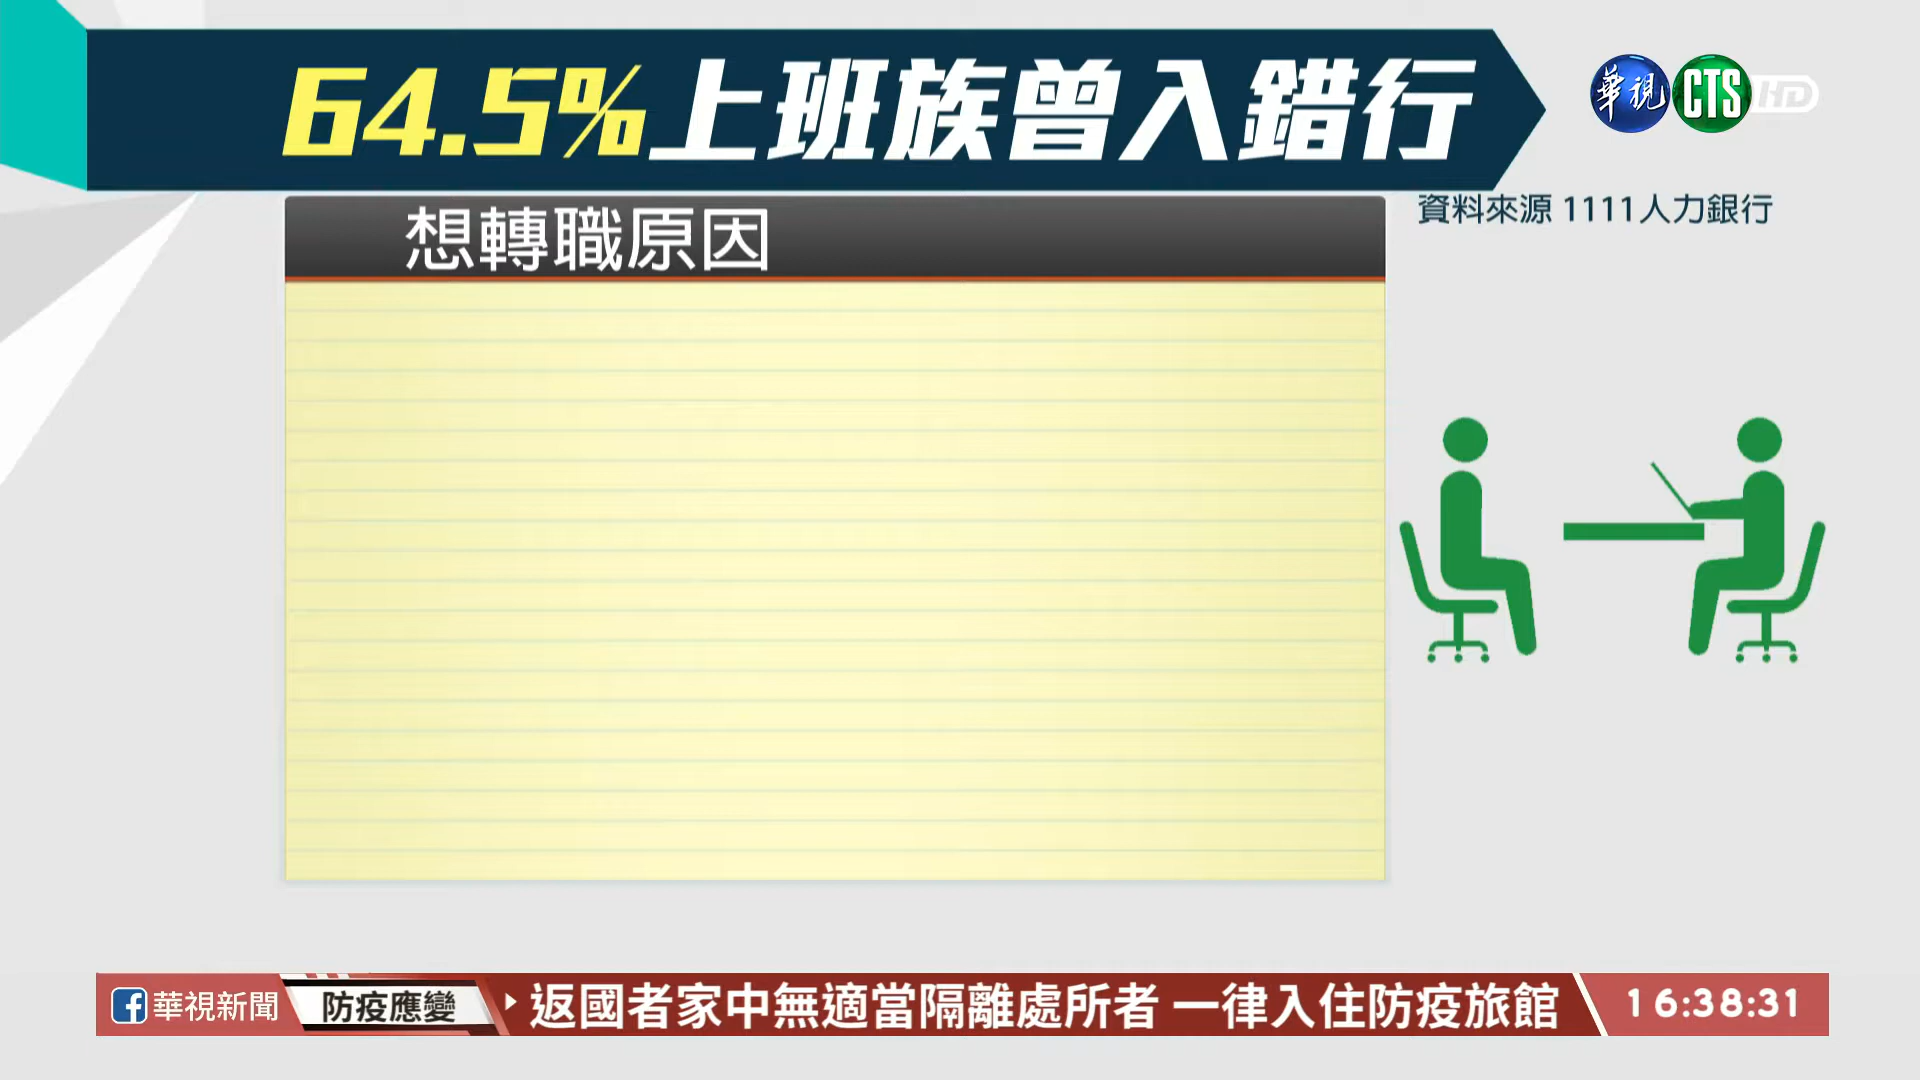 64.5%上班族曾入錯行
華視 CTS HD
資料來源 1111人力銀行
想轉職原因
華視新聞
防疫應變
返國者家中無適當隔離處所者 一律入住防疫旅館
16:38:31